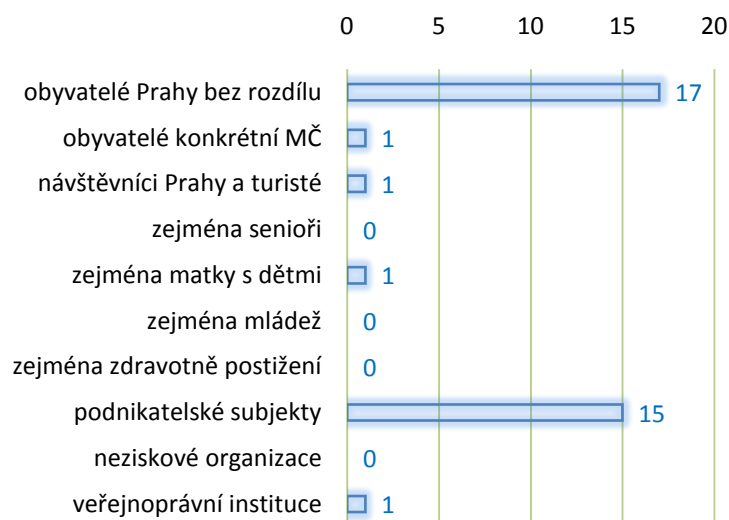 0 5 10 15 20
obyvatelé Prahy bez rozdílu 17
obyvatelé konkrétní MČ 1
návštěvníci Prahy a turisté 1
zejména senioři 0
zejména matky s dětmi 1
zejména mládež 0
zejména zdravotně postižení 0
podnikatelské subjekty 15
neziskové organizace 0
veřejnoprávní instituce 1